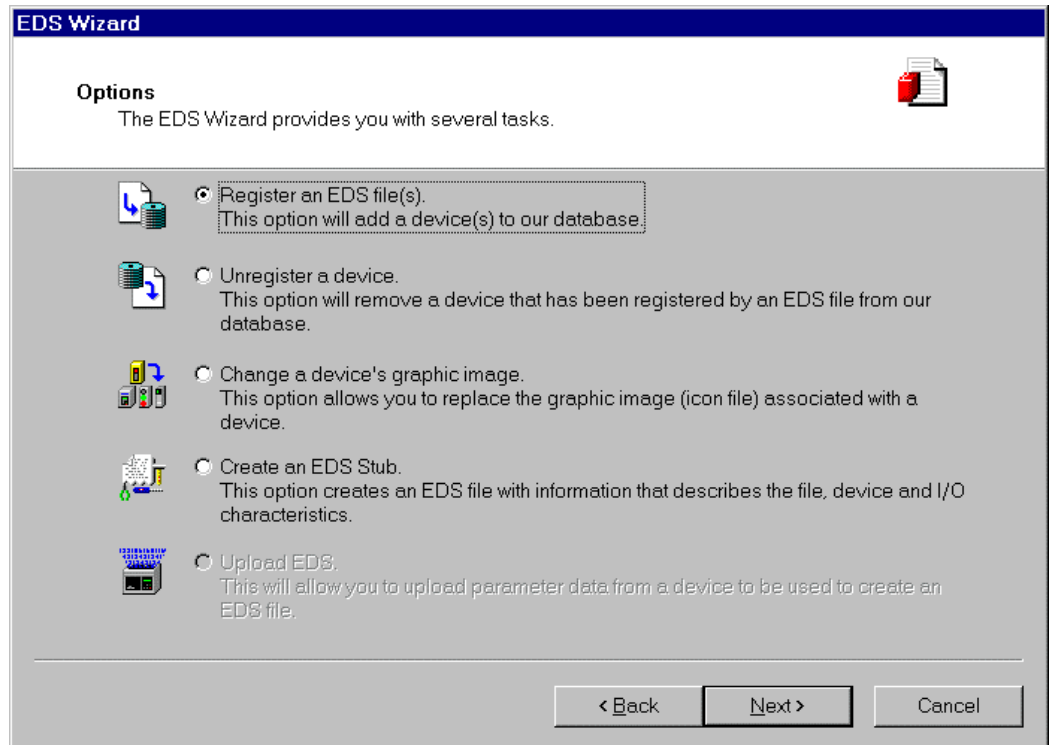 EDS Wizard
Options
The EDS Wizard provides you with several tasks.
Register an EDS file(s).
This option will add a device(s) to our database.
Unregister a device.
This option will remove a device that has been registered by an EDS file from our
database.
Change a device's graphic image.
This option allows you to replace the graphic image (icon file) associated with a
device.
Create an EDS Stub.
This option creates an EDS file with information that describes the file, device and I/O
characteristics.
Upload EDS.
This will allow you to upload parameter data from a device to be used to create an
EDS file.
< Back
Next >
Cancel